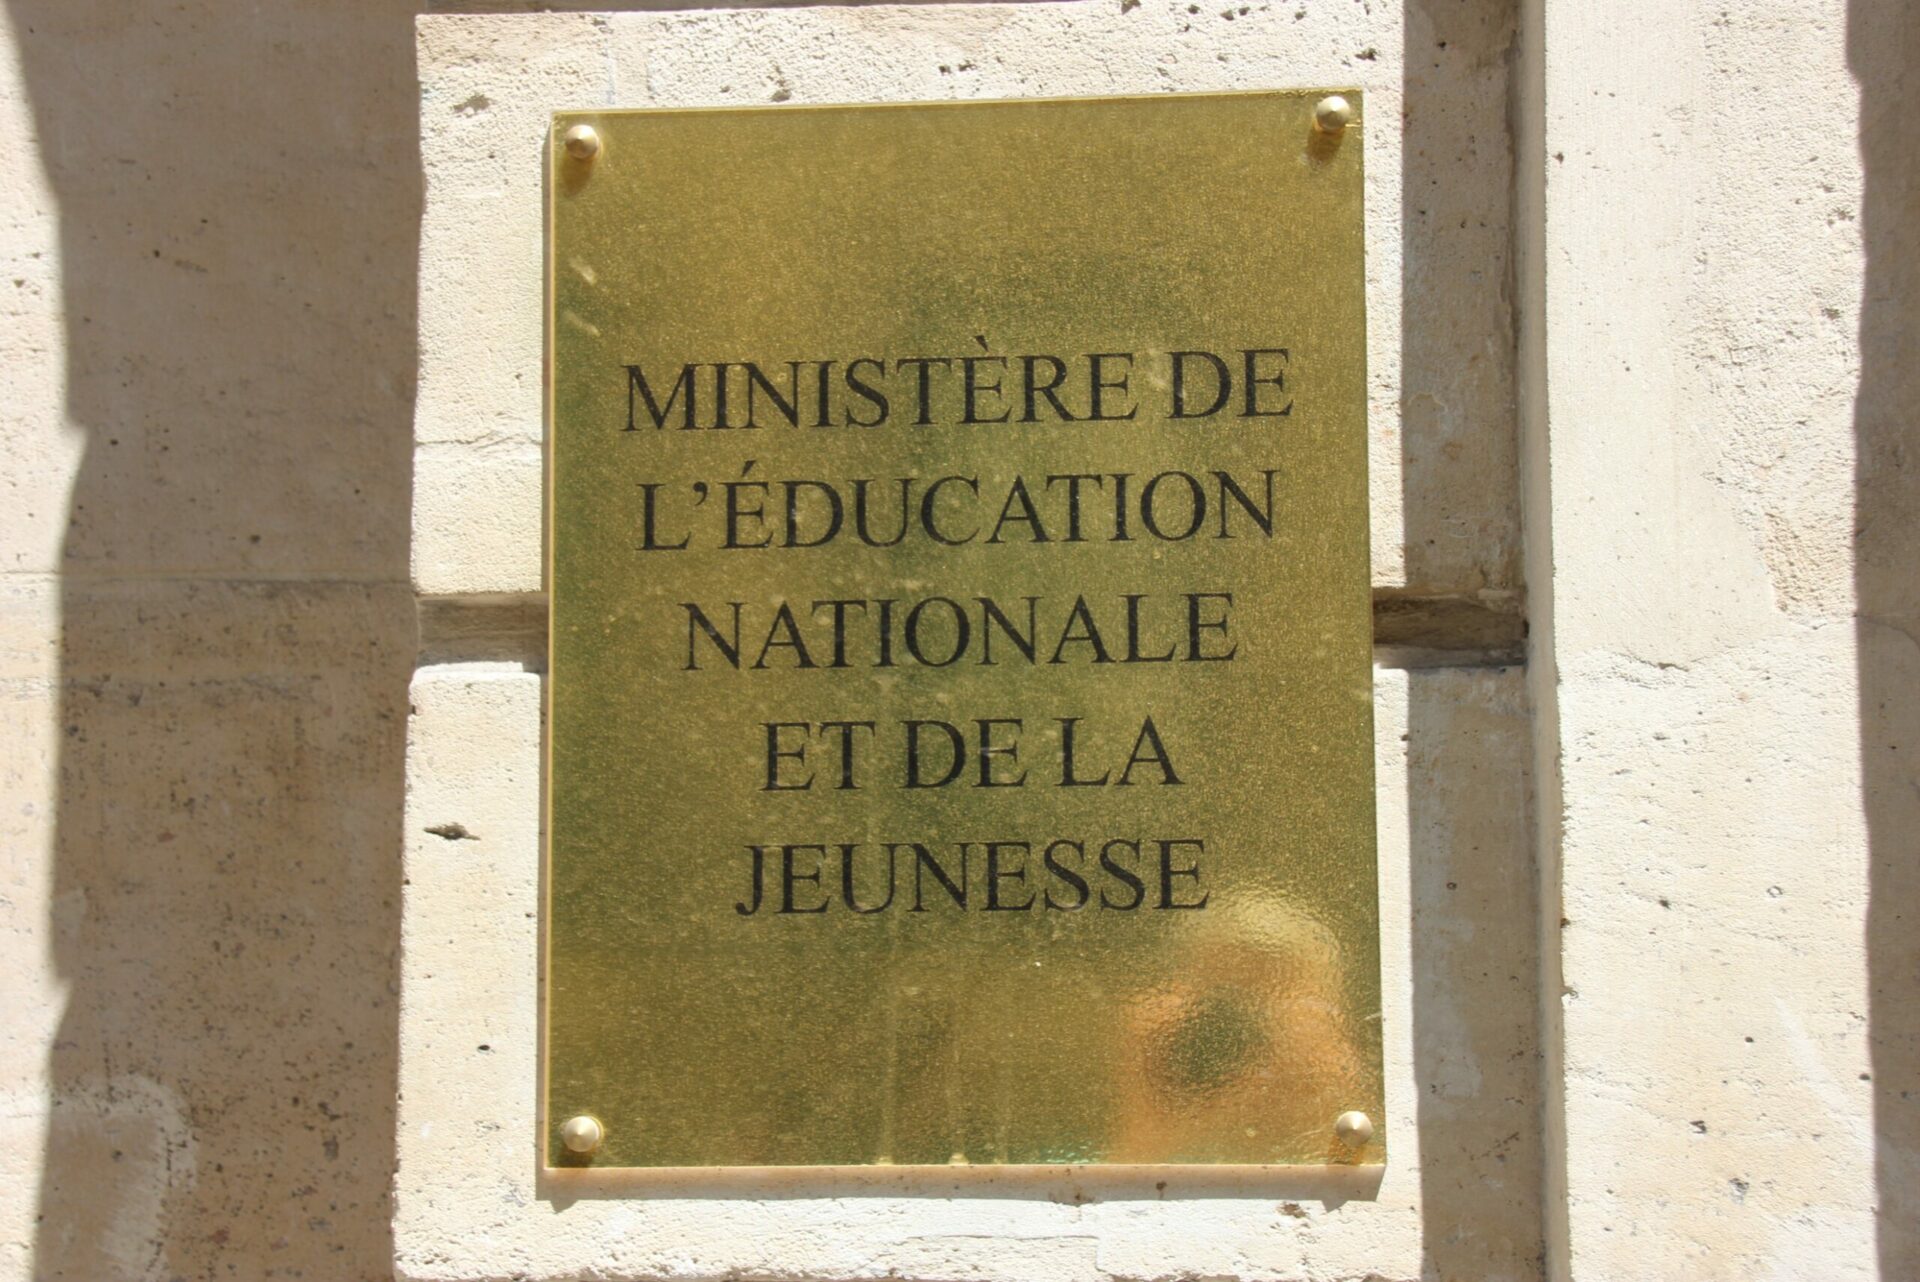 MINISTÈRE DE
L'ÉDUCATION
NATIONALE
ET DE LA
JEUNESSE